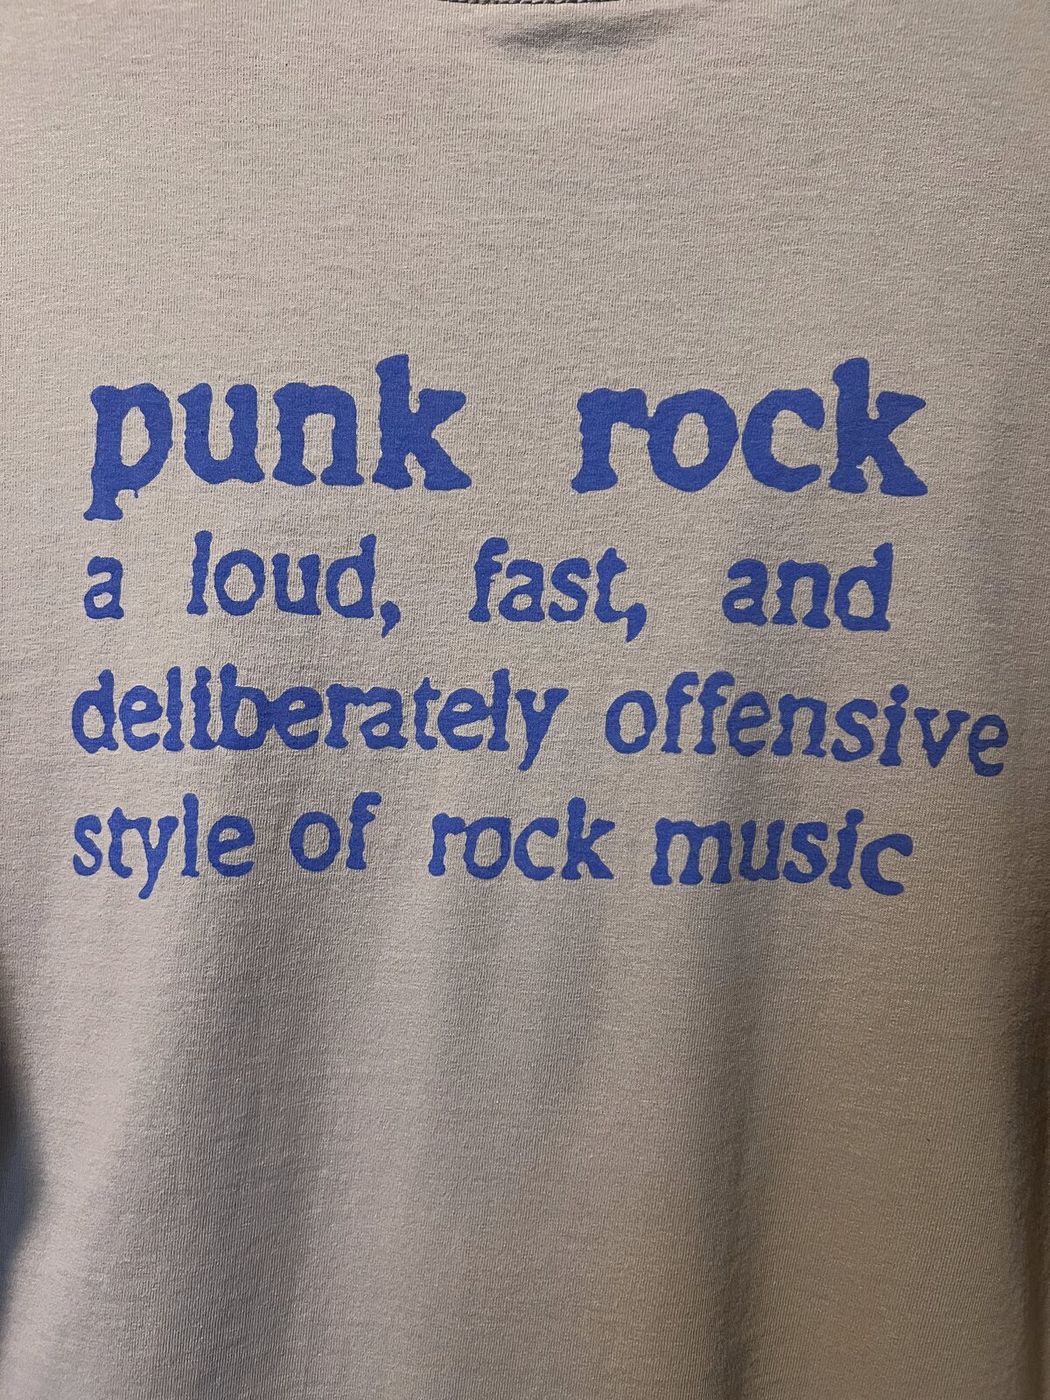 punk rock
a loud, fast, and
deliberately offensive
style of rock music